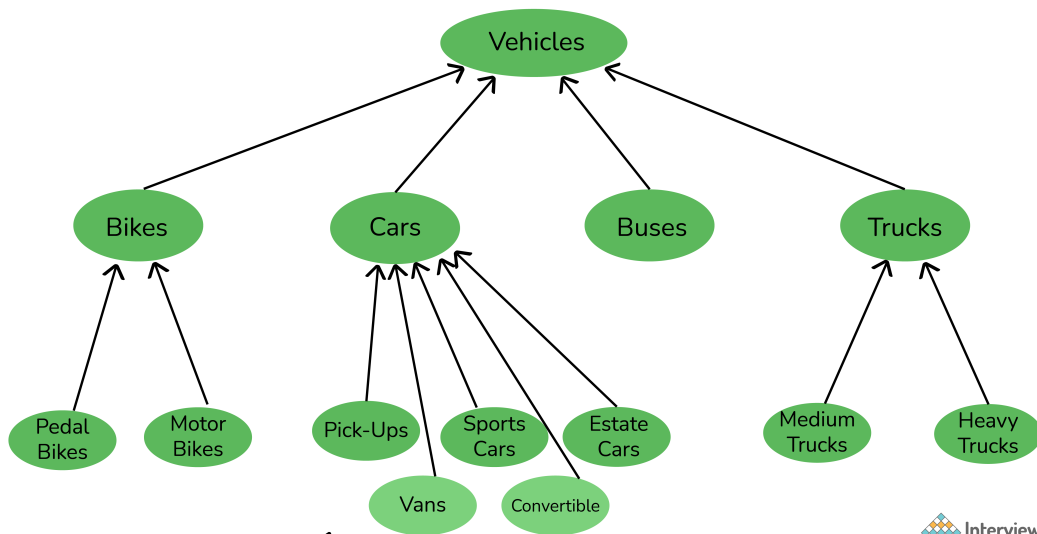 Vehicles
Bikes
Cars
Buses
Trucks
Pedal
Bikes
Motor
Bikes
Pick-Ups
Sports
Cars
Estate
Cars
Medium
Trucks
Heavy
Trucks
Vans
Convertible
Interview